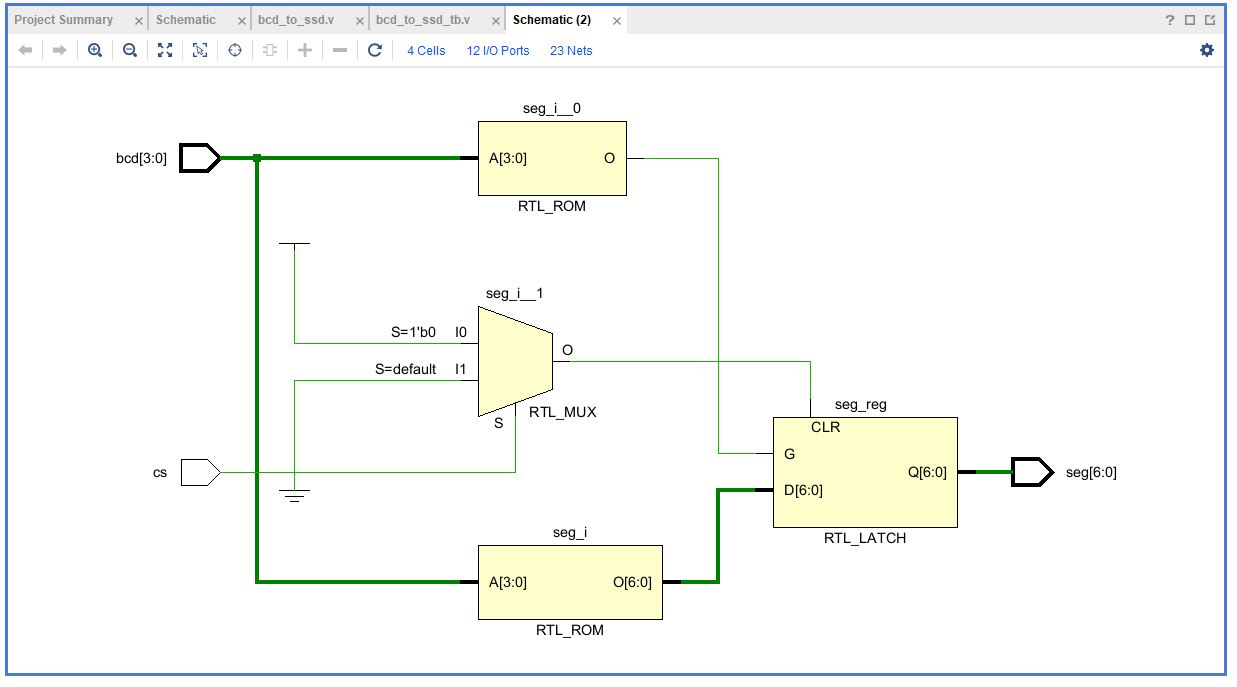 Project Summary
Schematic
bcd_to_ssd.v
bcd_to_ssd_tb.v
Schematic (2)
?
4 Cells
12 I/O Ports
23 Nets
seg_i__0
bcd[3:0]
A[3:0]
O
RTL_ROM
seg_i__1
S=1'b0
I0
O
S=default
I1
RTL_MUX
S
seg_reg
CLR
G
cs
Q[6:0]
seg[6:0]
D[6:0]
RTL_LATCH
seg_i
A[3:0]
O[6:0]
RTL_ROM